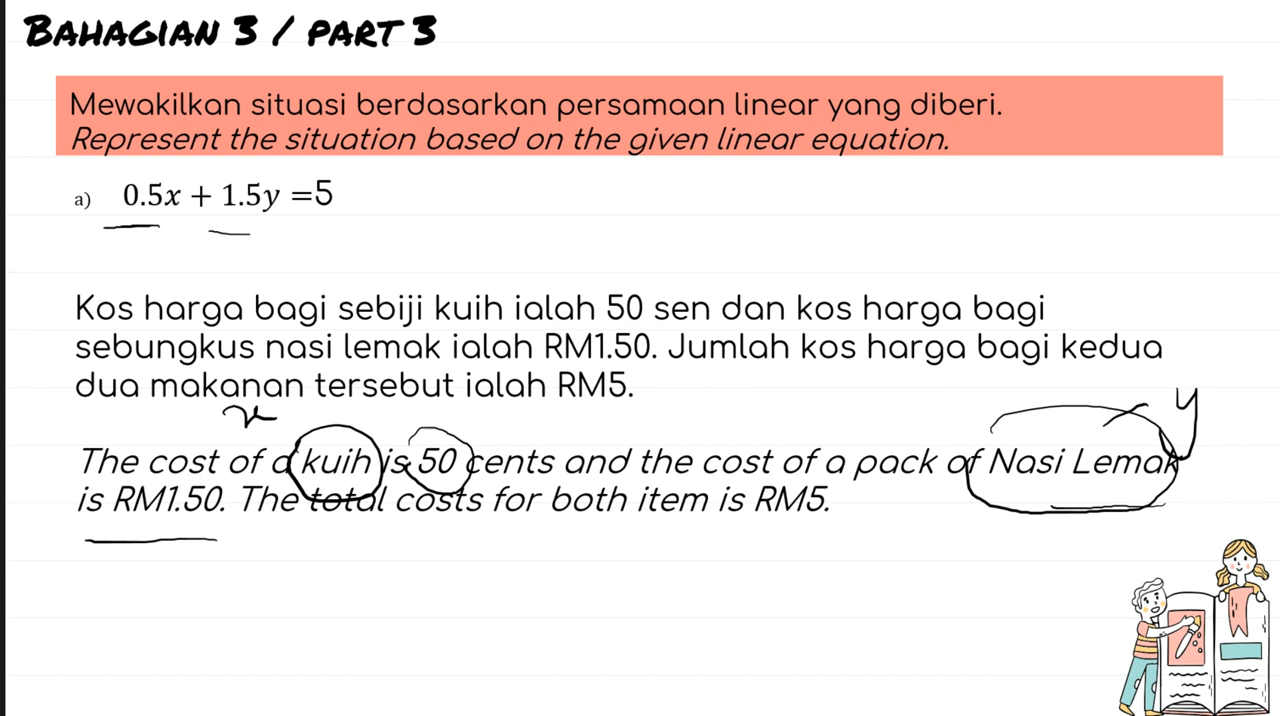 BAHAGIAN 3 / PART 3
Mewakilkan situasi berdasarkan persamaan linear yang diberi.
Represent the situation based on the given linear equation.
a) 0.5x + 1.5y =5
Kos harga bagi sebiji kuih ialah 50 sen dan kos harga bagi
sebungkus nasi lemak ialah RM1.50. Jumlah kos harga bagi kedua
dua makanan tersebut ialah RM5.
x
y
The cost of a kuih is 50 cents and the cost of a pack of Nasi Lemak
is RM1.50. The total costs for both item is RM5.